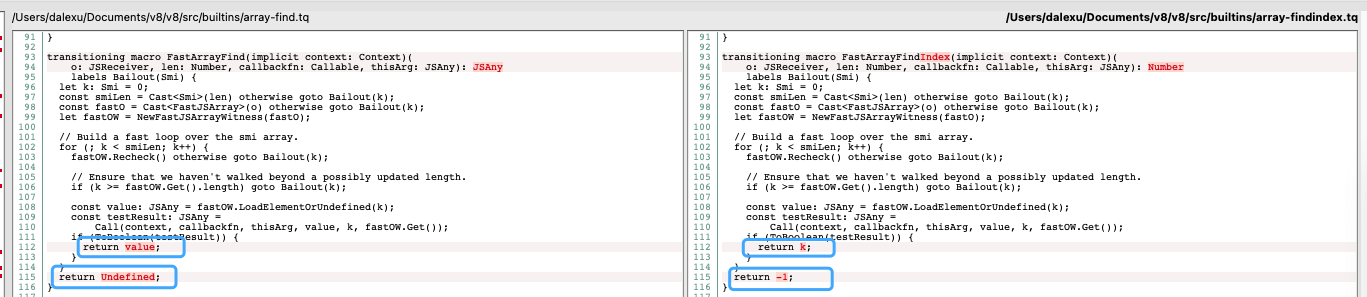 /Users/dalexu/Documents/v8/v8/src/builtins/array-find.tq
91 }
92
93 transitioning macro FastArrayFind(implicit context: Context)(
94     o: JSReceiver, len: Number, callbackfn: Callable, thisArg: JSAny): JSAny
95     labels Bailout(Smi) {
96   let k: Smi = 0;
97   const smiLen = Cast<Smi>(len) otherwise goto Bailout(k);
98   const fastO = Cast<FastJSArray>(o) otherwise goto Bailout(k);
99   let fastOW = NewFastJSArrayWitness(fastO);
100
101   // Build a fast loop over the smi array.
102   for (; k < smiLen; k++) {
103     fastOW.Recheck() otherwise goto Bailout(k);
104
105     // Ensure that we haven't walked beyond a possibly updated length.
106     if (k >= fastOW.Get().length) goto Bailout(k);
107
108     const value: JSAny = fastOW.LoadElementOrUndefined(k);
109     const testResult: JSAny =
110         Call(context, callbackfn, thisArg, value, k, fastOW.Get());
111     if (ToBoolean(testResult)) {
112       return value;
113     }
114   }
115   return Undefined;
116 }
117
/Users/dalexu/Documents/v8/v8/src/builtins/array-findindex.tq
91 }
92
93 transitioning macro FastArrayFindIndex(implicit context: Context)(
94     o: JSReceiver, len: Number, callbackfn: Callable, thisArg: JSAny): Number
95     labels Bailout(Smi) {
96   let k: Smi = 0;
97   const smiLen = Cast<Smi>(len) otherwise goto Bailout(k);
98   const fastO = Cast<FastJSArray>(o) otherwise goto Bailout(k);
99   let fastOW = NewFastJSArrayWitness(fastO);
100
101   // Build a fast loop over the smi array.
102   for (; k < smiLen; k++) {
103     fastOW.Recheck() otherwise goto Bailout(k);
104
105     // Ensure that we haven't walked beyond a possibly updated length.
106     if (k >= fastOW.Get().length) goto Bailout(k);
107
108     const value: JSAny = fastOW.LoadElementOrUndefined(k);
109     const testResult: JSAny =
110         Call(context, callbackfn, thisArg, value, k, fastOW.Get());
111     if (ToBoolean(testResult)) {
112       return k;
113     }
114   }
115   return -1;
116 }
117